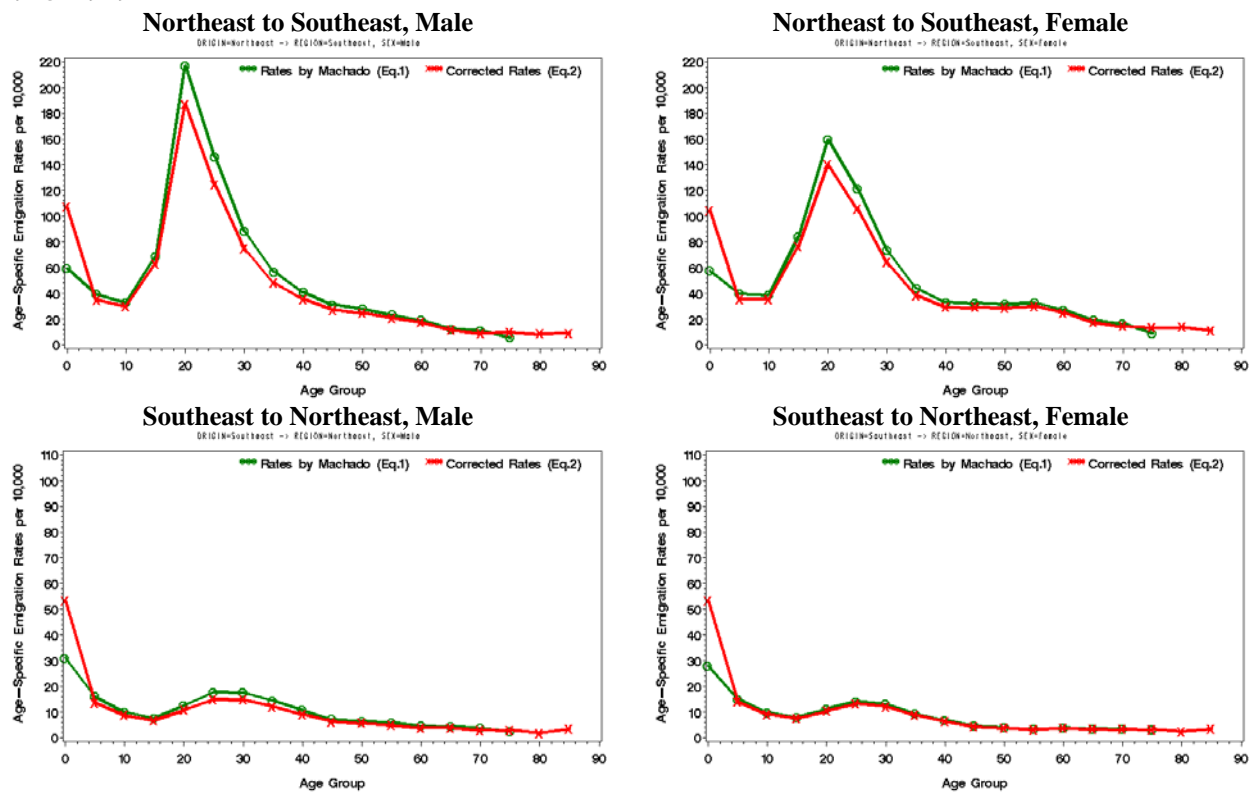 Northeast to Southeast, Male
ORIGIN=Northeast -> REGION=Southeast, SEX=Male
Rates by Machado (Eq.1) Corrected Rates (Eq.2)
Age-Specific Emigration Rates per 10,000
220
200
180
160
140
120
100
80
60
40
20
0
0 10 20 30 40 50 60 70 80 90
Age Group
Northeast to Southeast, Female
ORIGIN=Northeast -> REGION=Southeast, SEX=Female
Rates by Machado (Eq.1) Corrected Rates (Eq.2)
Age-Specific Emigration Rates per 10,000
220
200
180
160
140
120
100
80
60
40
20
0
0 10 20 30 40 50 60 70 80 90
Age Group
Southeast to Northeast, Male
ORIGIN=Southeast -> REGION=Northeast, SEX=Male
Rates by Machado (Eq.1) Corrected Rates (Eq.2)
Age-Specific Emigration Rates per 10,000
110
100
90
80
70
60
50
40
30
20
10
0
0 10 20 30 40 50 60 70 80 90
Age Group
Southeast to Northeast, Female
ORIGIN=Southeast -> REGION=Northeast, SEX=Female
Rates by Machado (Eq.1) Corrected Rates (Eq.2)
Age-Specific Emigration Rates per 10,000
110
100
90
80
70
60
50
40
30
20
10
0
0 10 20 30 40 50 60 70 80 90
Age Group